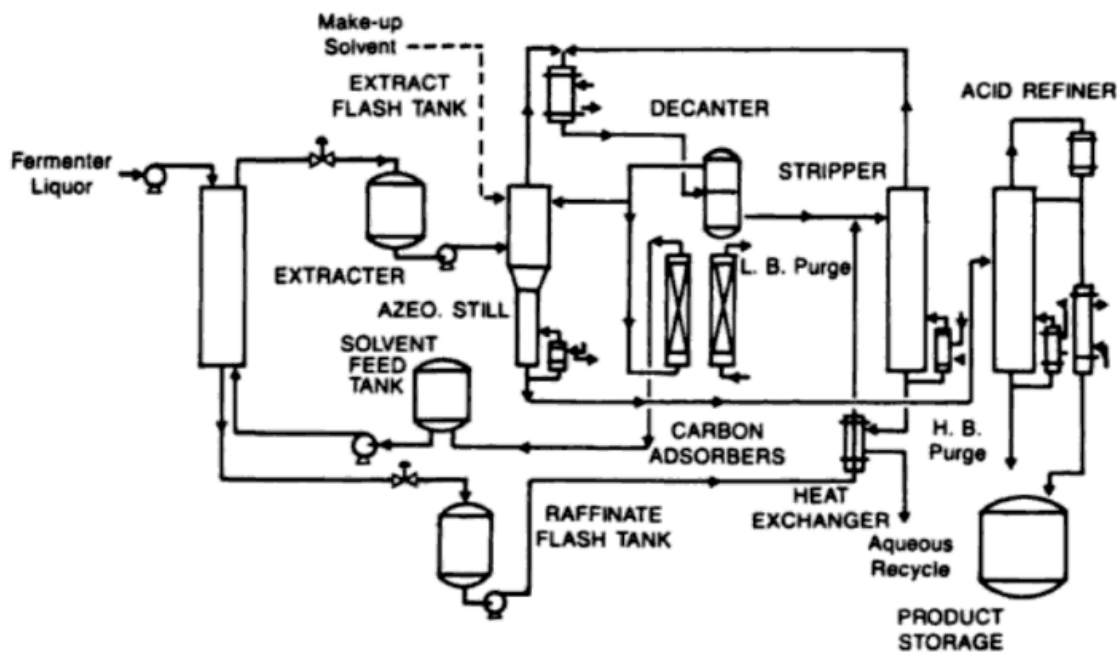 Make-up
Solvent
EXTRACT
FLASH TANK
DECANTER
ACID REFINER
Fermenter
Liquor
STRIPPER
EXTRACTER
L. B. Purge
AZEO. STILL
SOLVENT
FEED
TANK
CARBON
ADSORBERS
H. B.
Purge
RAFFINATE
FLASH TANK
HEAT
EXCHANGER
Aqueous
Recycle
PRODUCT
STORAGE